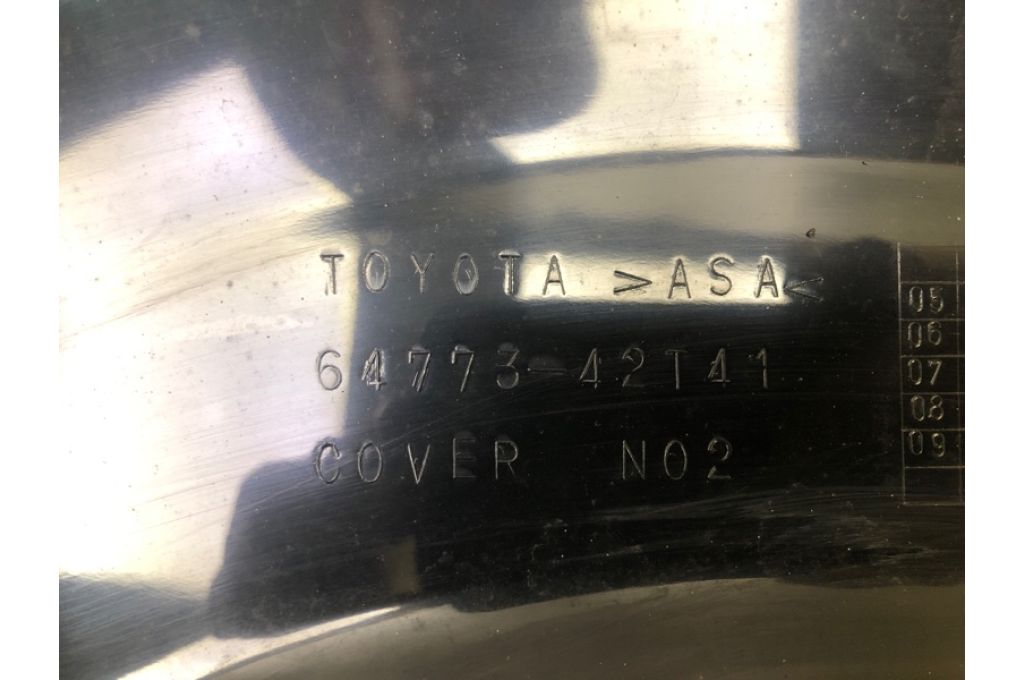 TOYOTA >ASA<
64773-42T41
COVER NO2
05
06
07
08
09